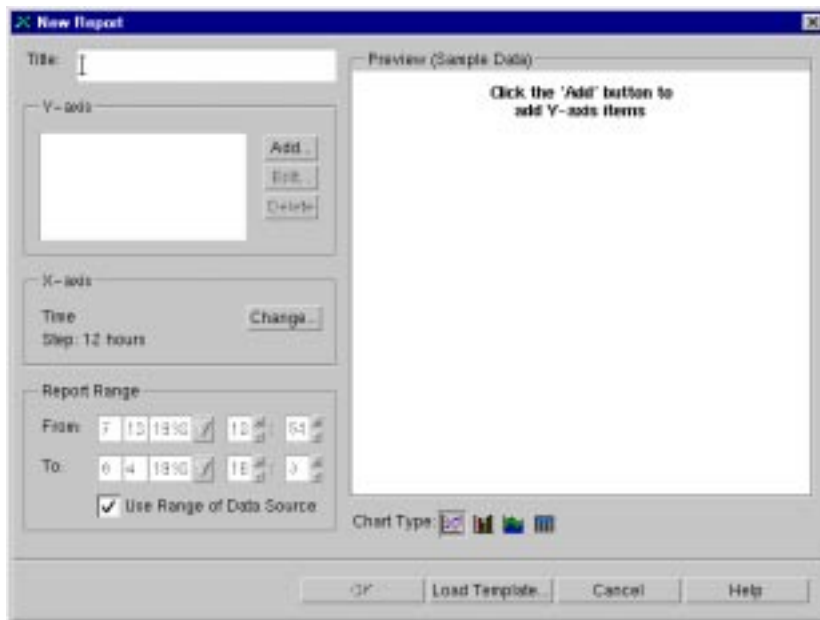 New Report
Title:
Preview (Sample Data)
Click the 'Add' button to
add Y-axis items
Y-axis
Add...
Edit...
Delete
X-axis
Time
Change...
Step: 12 hours
Report Range
From:
To:
Use Range of Data Source
Chart Type:
OK
Load Template...
Cancel
Help